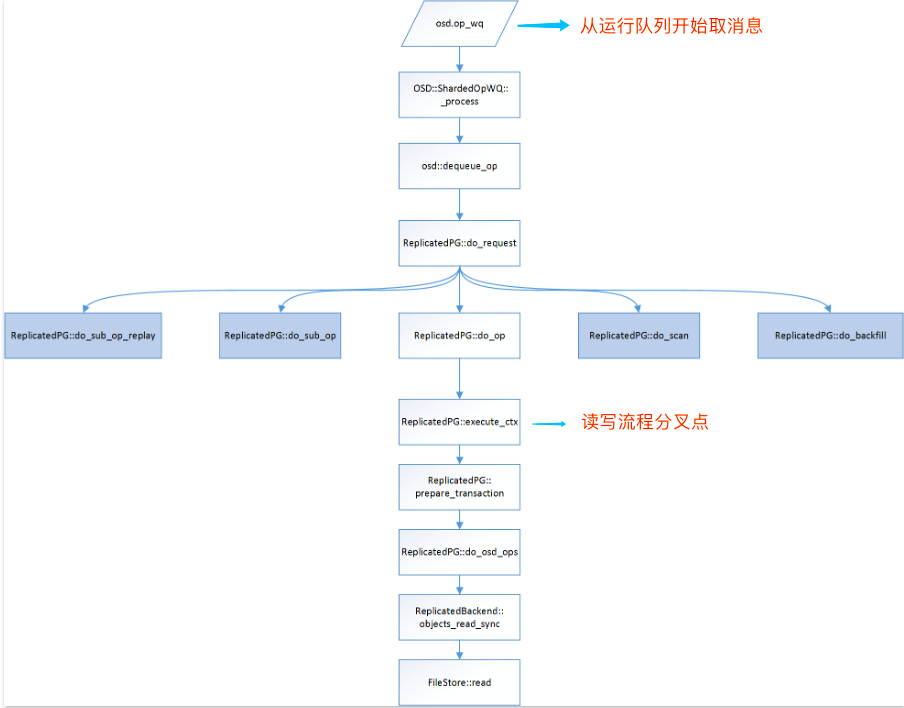 osd.op_wq
从运行队列开始取消息
OSD::ShardedOpWQ::
_process
osd::dequeue_op
ReplicatedPG::do_request
ReplicatedPG::do_sub_op_replay
ReplicatedPG::do_sub_op
ReplicatedPG::do_op
ReplicatedPG::do_scan
ReplicatedPG::do_backfill
ReplicatedPG::execute_ctx
读写流程分叉点
ReplicatedPG::
prepare_transaction
ReplicatedPG::do_osd_ops
ReplicatedBackend::
objects_read_sync
FileStore::read